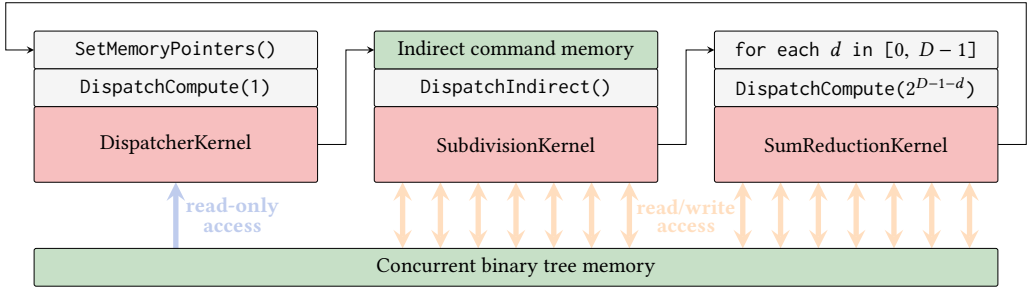 SetMemoryPointers()
DispatchCompute(1)
DispatcherKernel
Indirect command memory
DispatchIndirect()
SubdivisionKernel
for each d in [0, D − 1]
DispatchCompute(2^{D−1−d})
SumReductionKernel
read-only
access
read/write
access
Concurrent binary tree memory